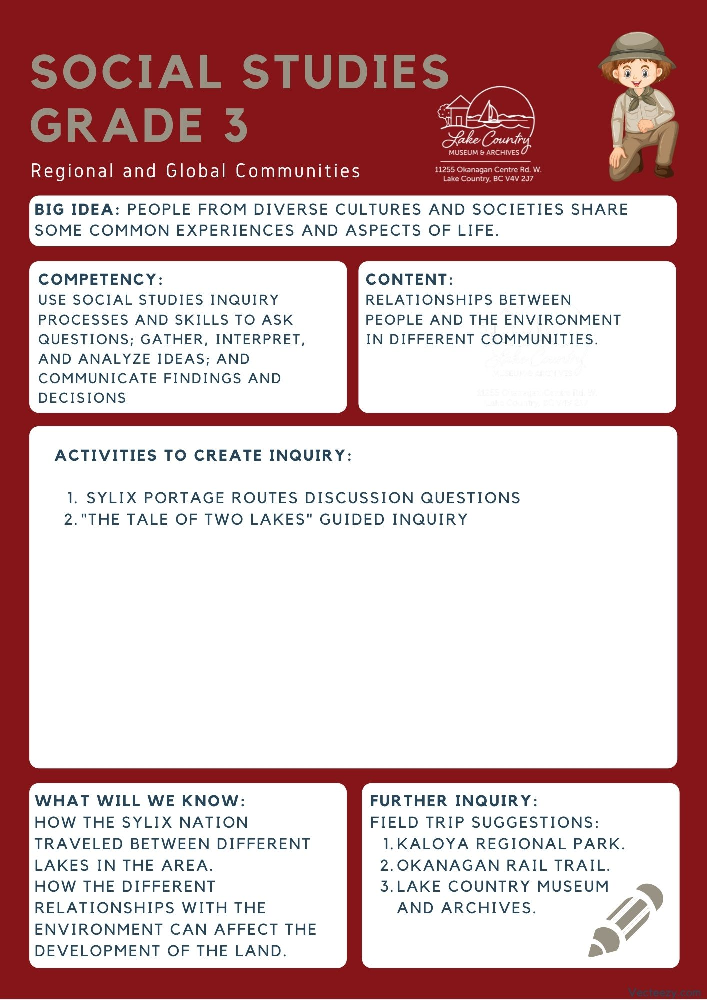 SOCIAL STUDIES
GRADE 3
Regional and Global Communities
Lake Country
MUSEUM & ARCHIVES
11255 Okanagan Centre Rd. W.
Lake Country, BC V4V 2J7
BIG IDEA: PEOPLE FROM DIVERSE CULTURES AND SOCIETIES SHARE
SOME COMMON EXPERIENCES AND ASPECTS OF LIFE.
COMPETENCY:
USE SOCIAL STUDIES INQUIRY
PROCESSES AND SKILLS TO ASK
QUESTIONS; GATHER, INTERPRET,
AND ANALYZE IDEAS; AND
COMMUNICATE FINDINGS AND
DECISIONS
CONTENT:
RELATIONSHIPS BETWEEN
PEOPLE AND THE ENVIRONMENT
IN DIFFERENT COMMUNITIES.
Lake Country
MUSEUM & ARCHIVES
11255 Okanagan Centre Rd. W.
Lake Country, BC V4V 2J7
ACTIVITIES TO CREATE INQUIRY:
1. SYLIX PORTAGE ROUTES DISCUSSION QUESTIONS
2. "THE TALE OF TWO LAKES" GUIDED INQUIRY
WHAT WILL WE KNOW:
HOW THE SYLIX NATION
TRAVELED BETWEEN DIFFERENT
LAKES IN THE AREA.
HOW THE DIFFERENT
RELATIONSHIPS WITH THE
ENVIRONMENT CAN AFFECT THE
DEVELOPMENT OF THE LAND.
FURTHER INQUIRY:
FIELD TRIP SUGGESTIONS:
1. KALOYA REGIONAL PARK.
2. OKANAGAN RAIL TRAIL.
3. LAKE COUNTRY MUSEUM
AND ARCHIVES.
Vecteezy.com